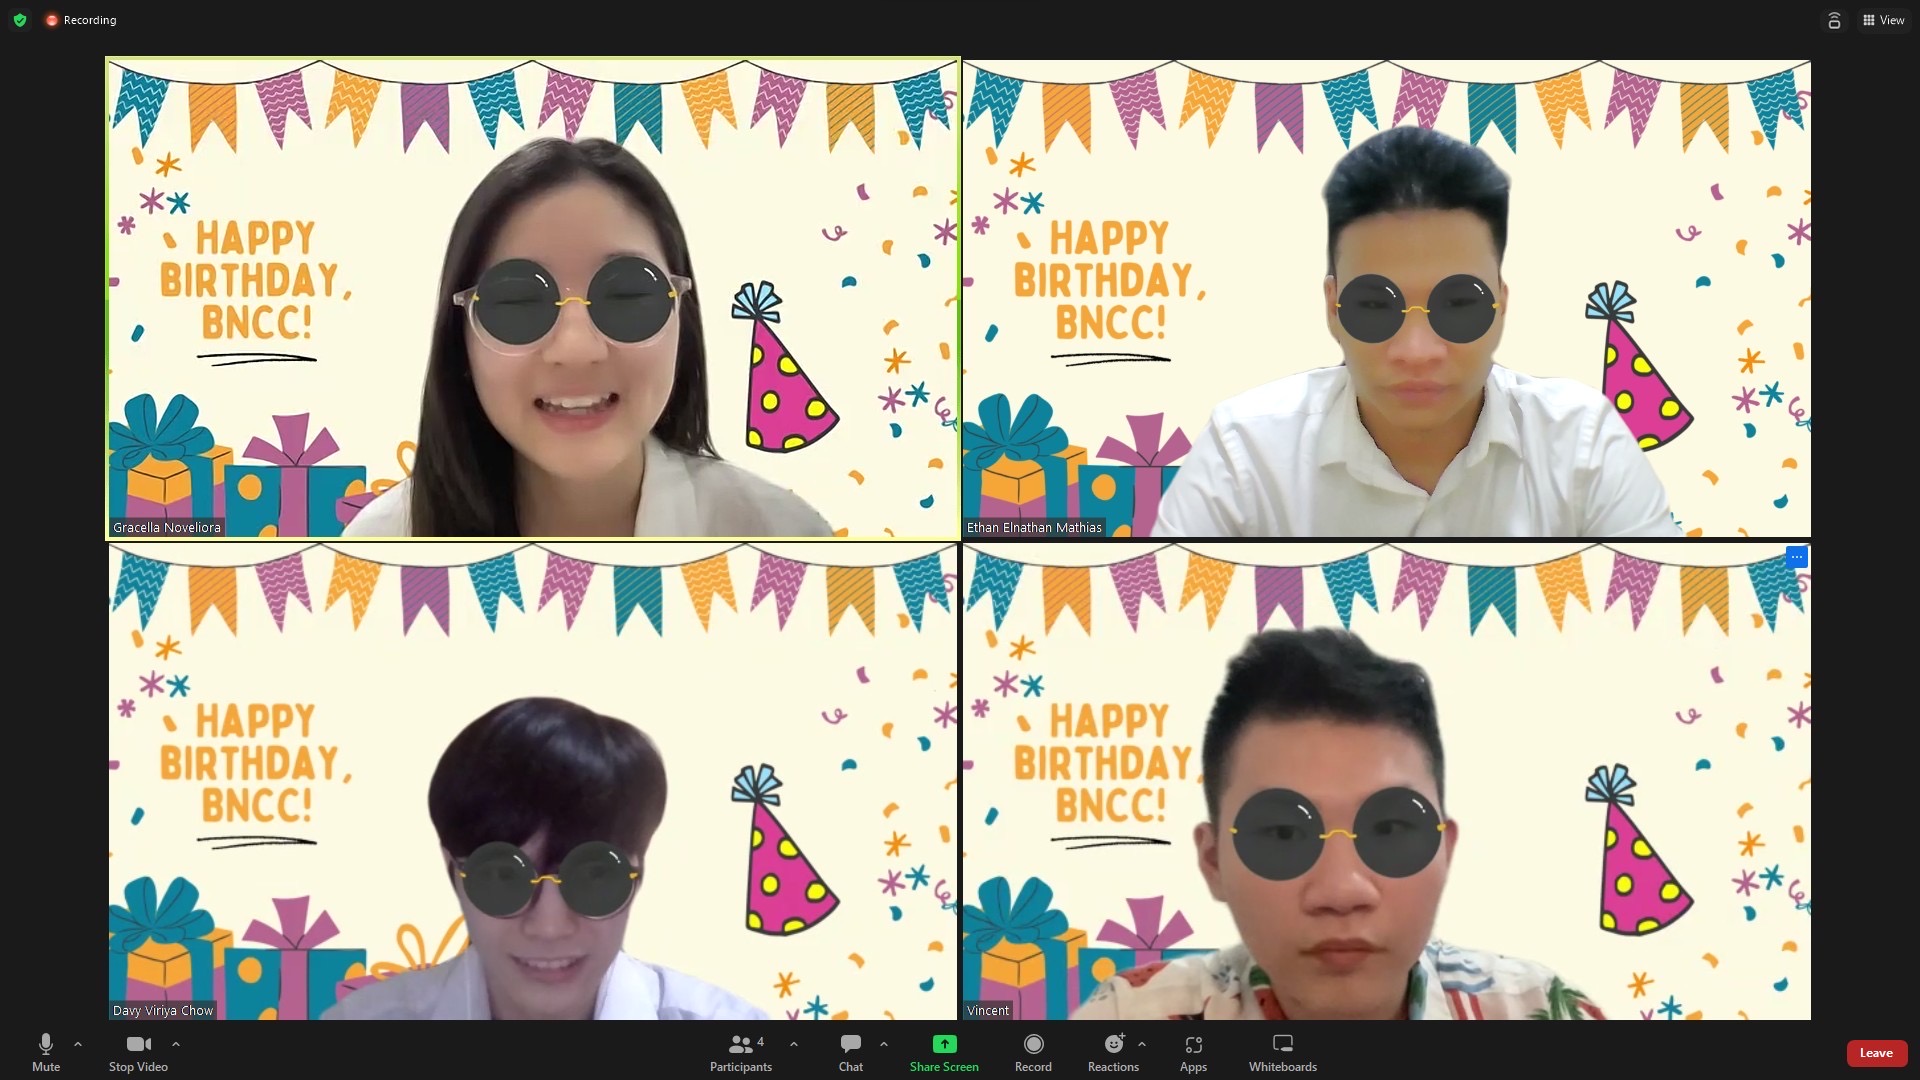 Recording
View
HAPPY
BIRTHDAY,
BNCC!
Gracella Noveliora
HAPPY
BIRTHDAY,
BNCC!
Ethan Elnathan Mathias
HAPPY
BIRTHDAY,
BNCC!
Davy Viriya Chow
HAPPY
BIRTHDAY,
BNCC!
Vincent
Mute
Stop Video
4
Participants
Chat
Share Screen
Record
Reactions
Apps
Whiteboards
Leave